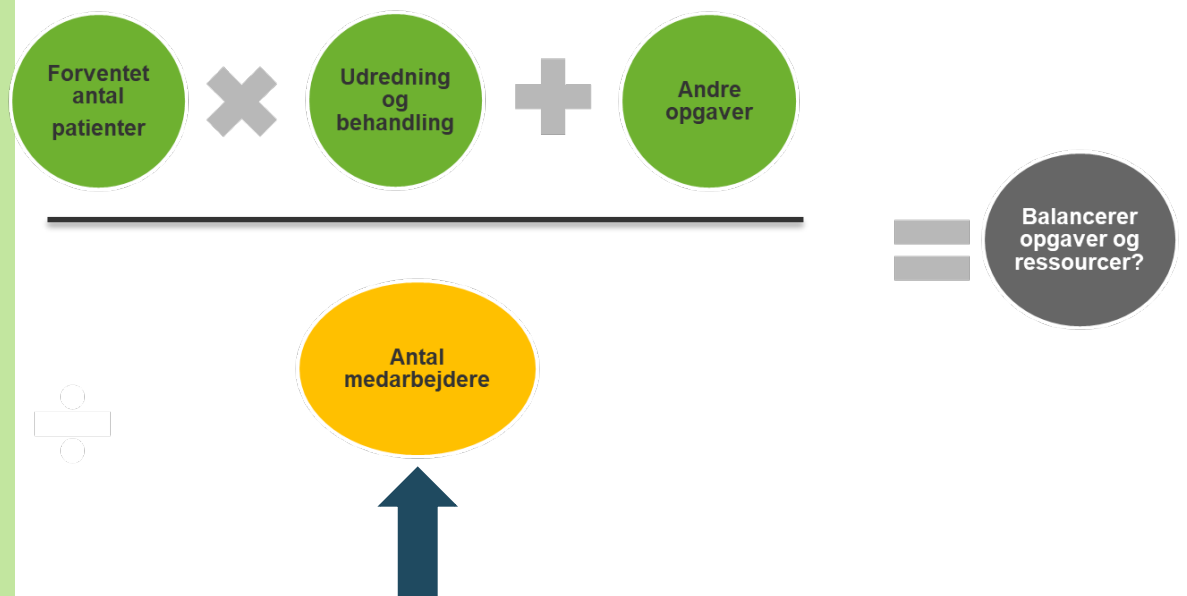 Forventet
antal
patienter
Udredning
og
behandling
Andre
opgaver
Balancerer
opgaver og
ressourcer?
Antal
medarbejdere